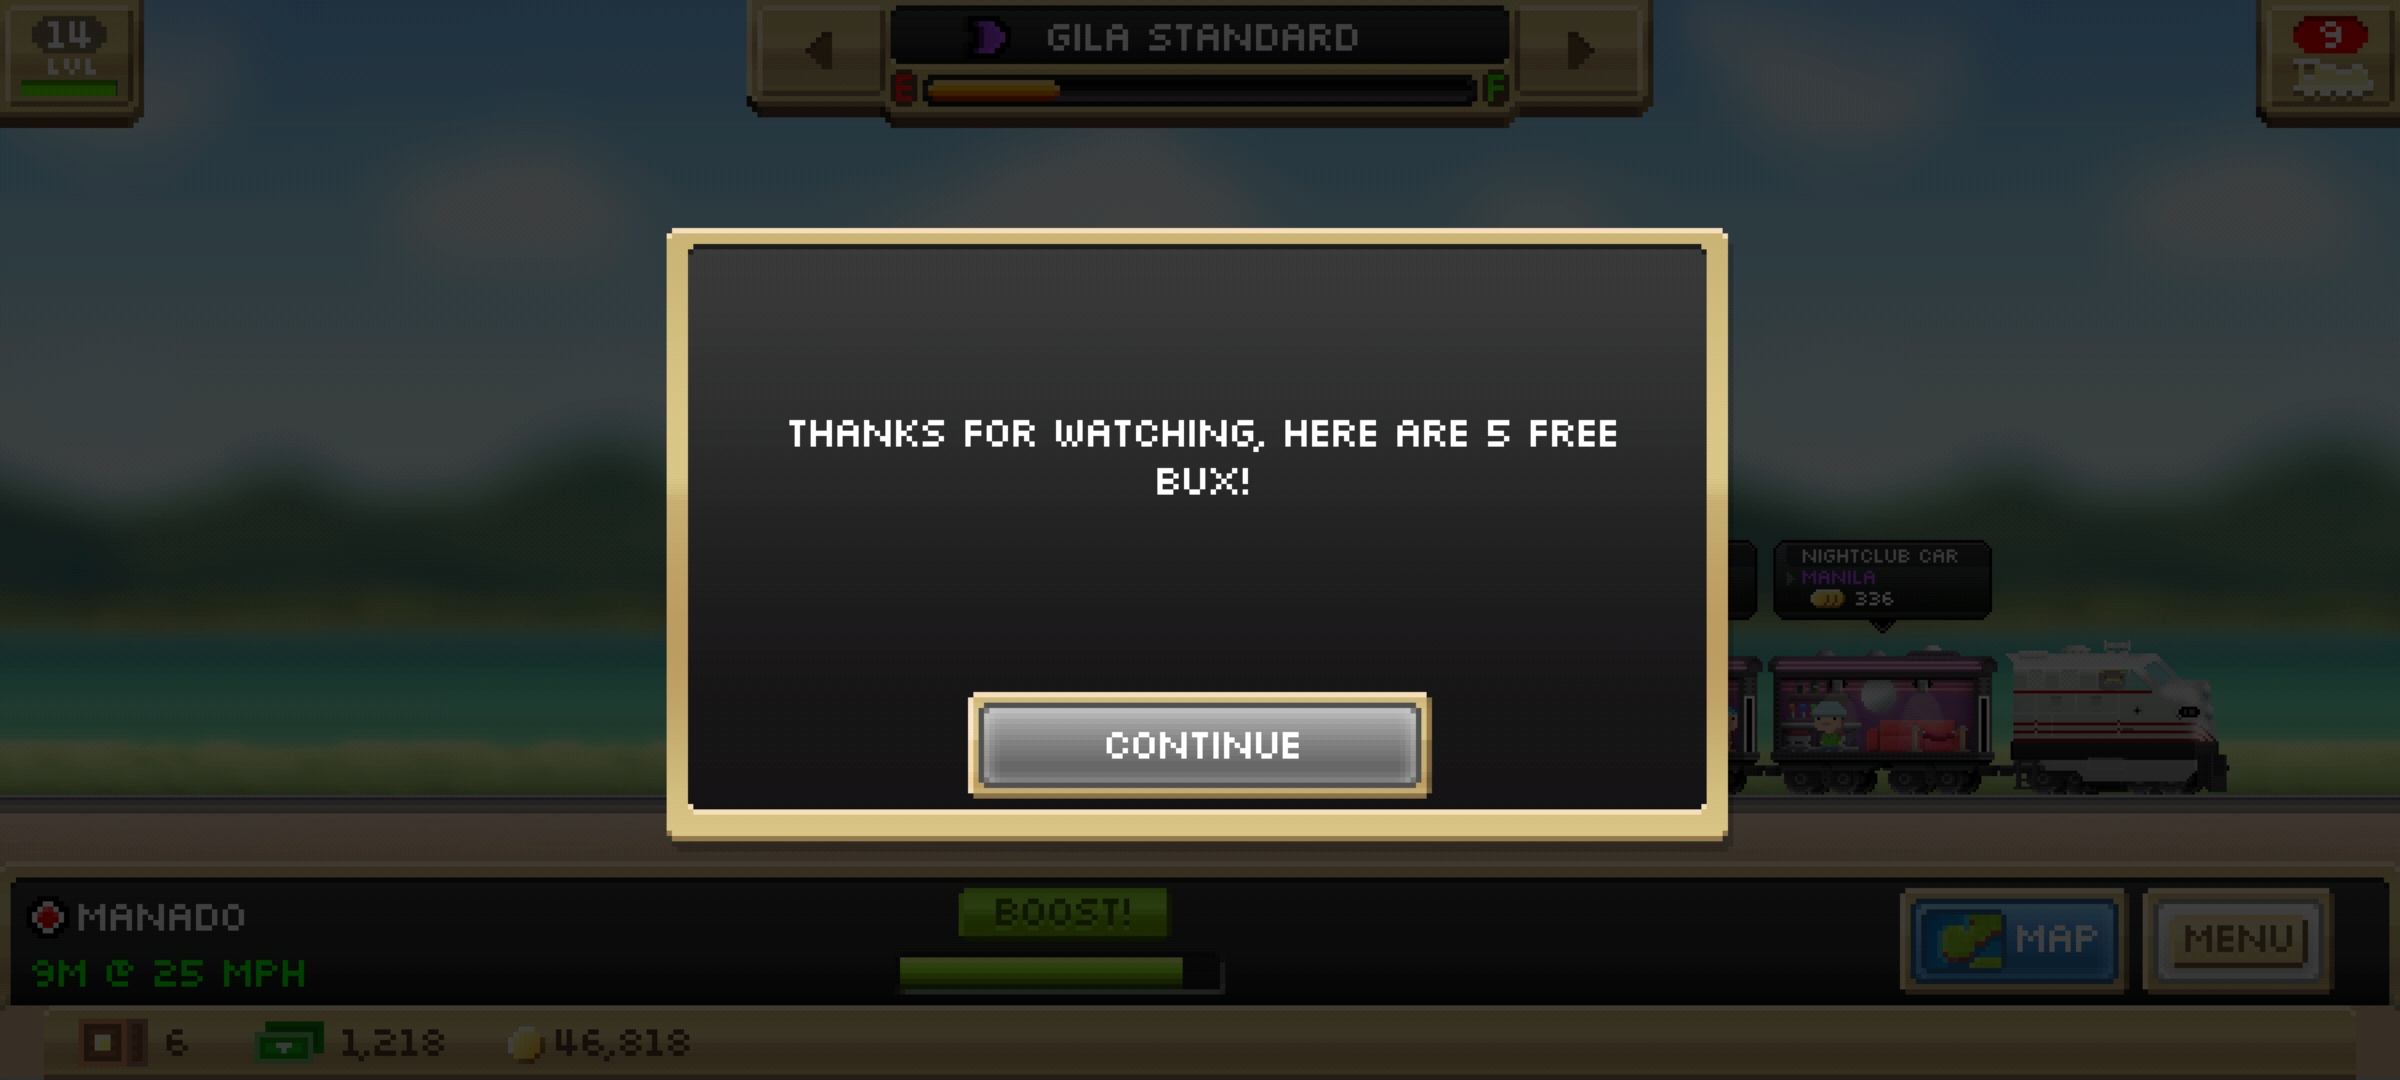 14
LVL
GILA STANDARD
E
F
9
THANKS FOR WATCHING, HERE ARE 5 FREE
BUX!
CONTINUE
NIGHTCLUB CAR
MANILA
336
MANADO
9M @ 25 MPH
BOOST!
MAP
MENU
6
1,218
46,818